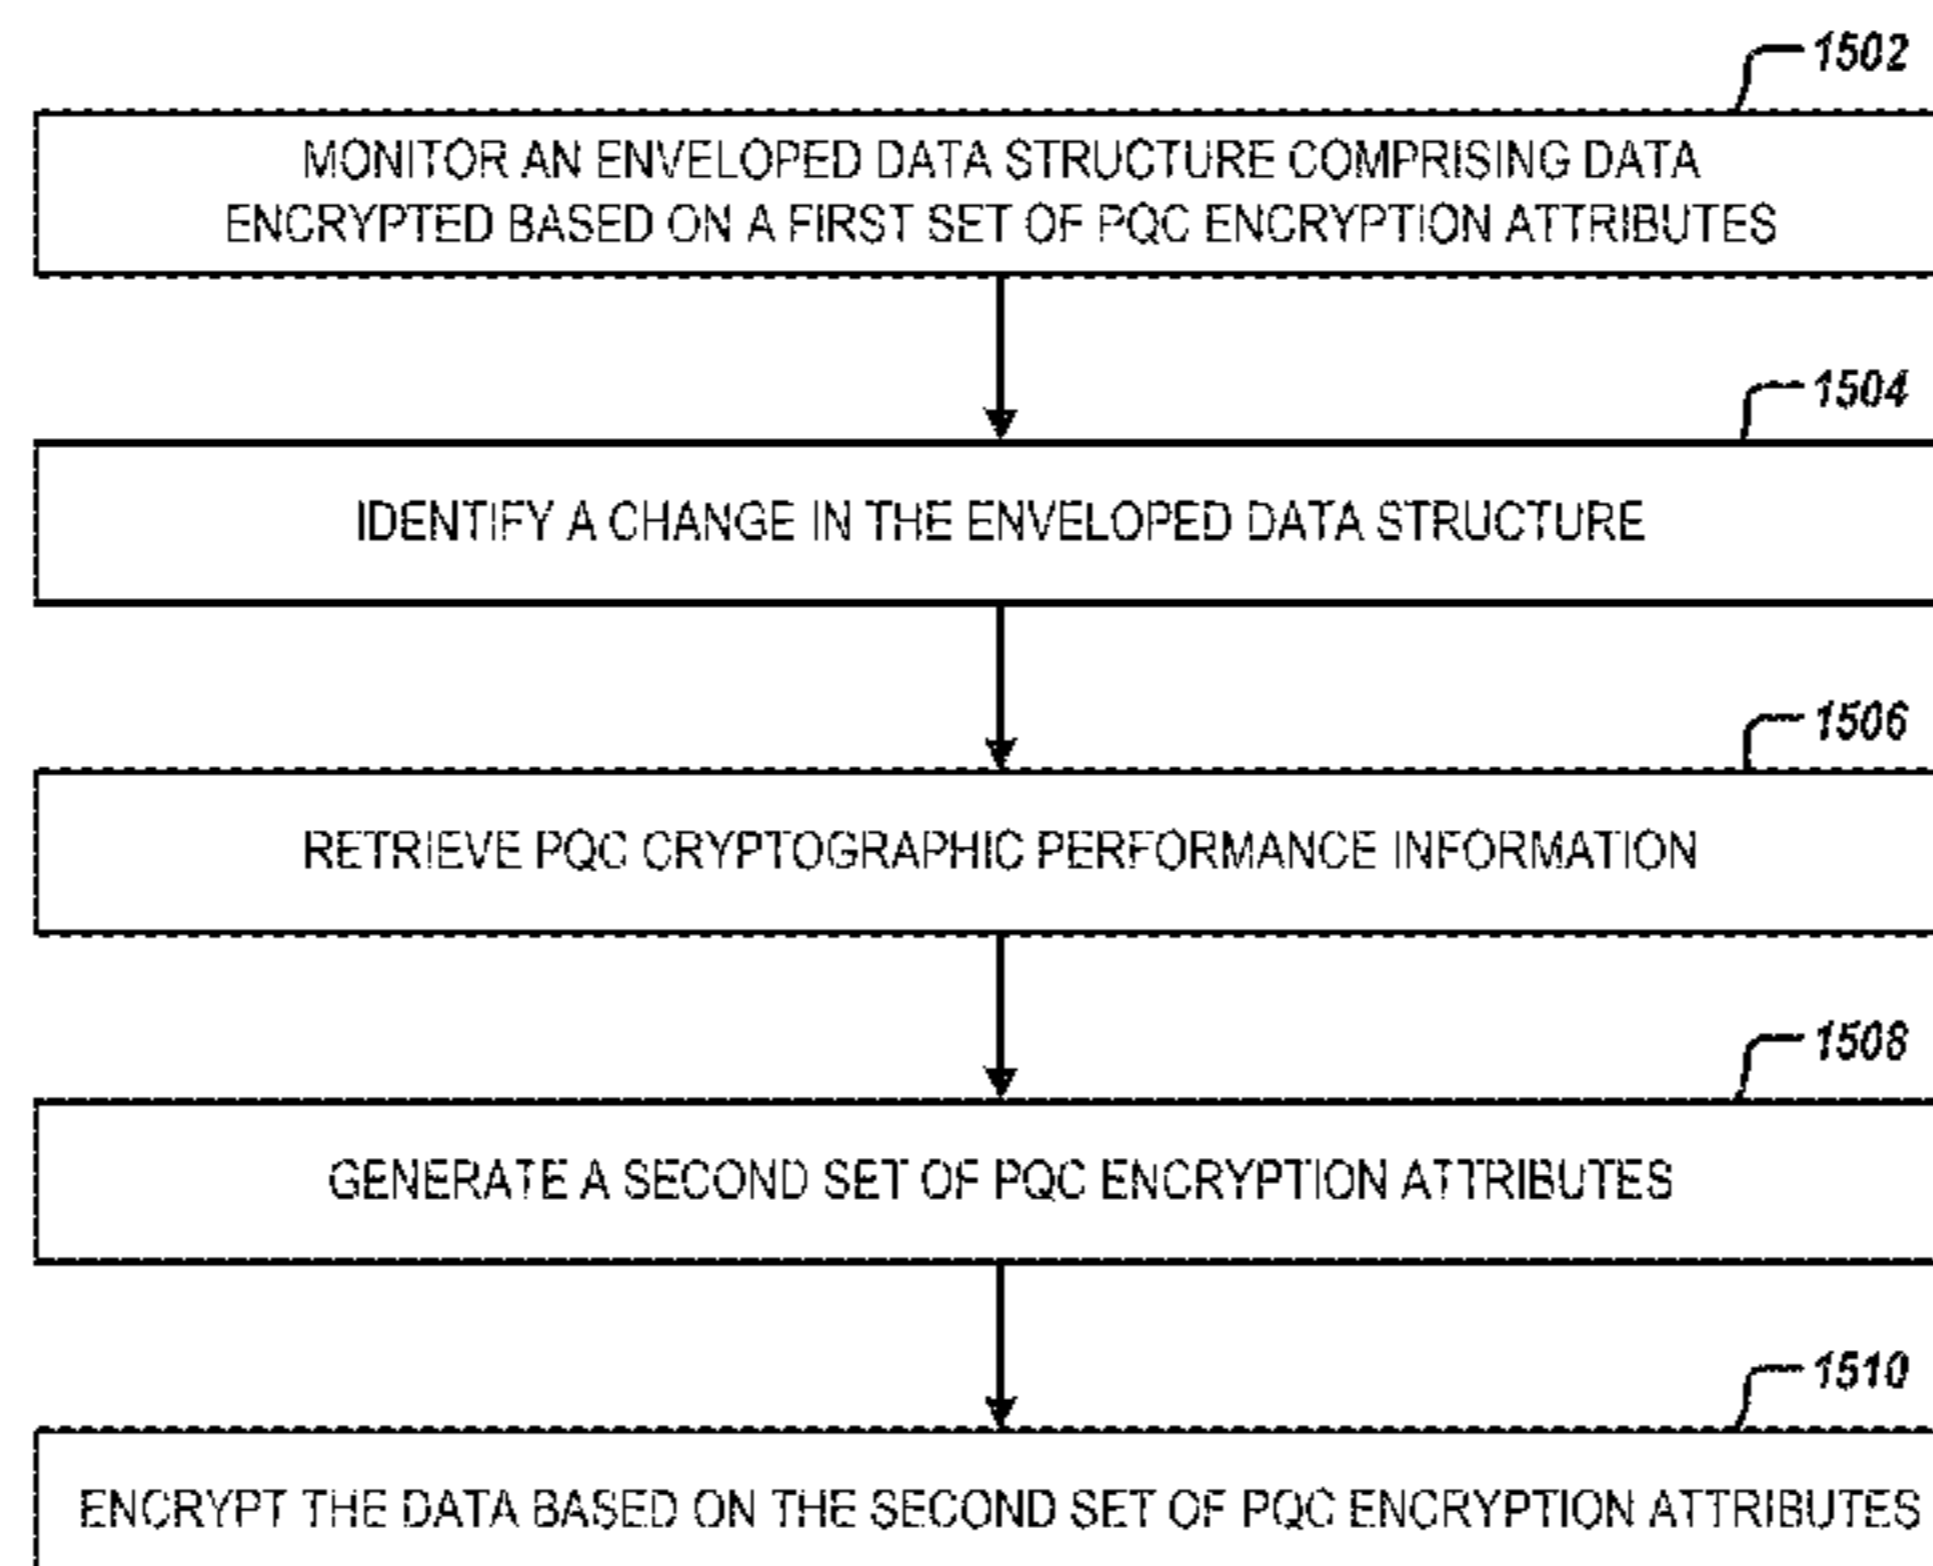 1502
MONITOR AN ENVELOPED DATA STRUCTURE COMPRISING DATA
ENCRYPTED BASED ON A FIRST SET OF PQC ENCRYPTION ATTRIBUTES
1504
IDENTIFY A CHANGE IN THE ENVELOPED DATA STRUCTURE
1506
RETRIEVE PQC CRYPTOGRAPHIC PERFORMANCE INFORMATION
1508
GENERATE A SECOND SET OF PQC ENCRYPTION ATTRIBUTES
1510
ENCRYPT THE DATA BASED ON THE SECOND SET OF PQC ENCRYPTION ATTRIBUTES